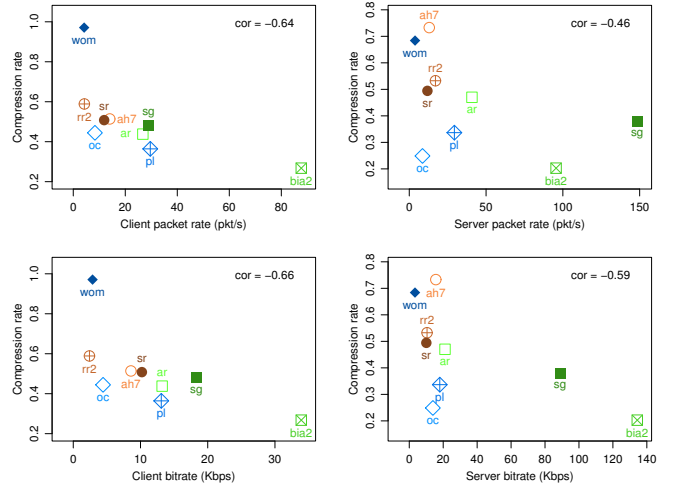 cor = −0.64
1.0
0.8
0.6
0.4
0.2
Compression rate
wom
rr2
sr
ah7
oc
ar
sg
pl
bia2
0
20
40
60
80
Client packet rate (pkt/s)
cor = −0.46
0.8
0.7
0.6
0.5
0.4
0.3
0.2
Compression rate
ah7
wom
rr2
sr
ar
oc
pl
sg
bia2
0
50
100
150
Server packet rate (pkt/s)
cor = −0.66
1.0
0.8
0.6
0.4
0.2
Compression rate
wom
rr2
sr
ah7
oc
ar
sg
pl
bia2
0
10
20
30
Client bitrate (Kbps)
cor = −0.59
0.8
0.7
0.6
0.5
0.4
0.3
0.2
Compression rate
ah7
wom
rr2
sr
ar
pl
oc
sg
bia2
0
20
40
60
80
100
120
140
Server bitrate (Kbps)